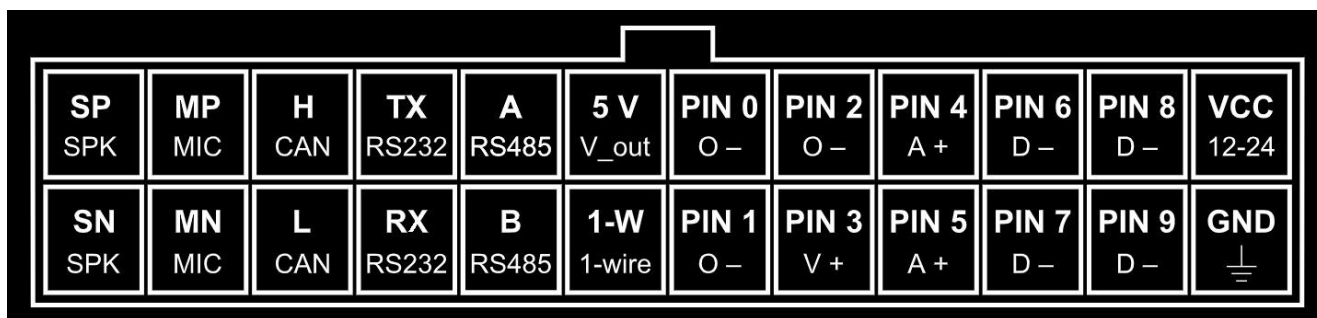 SP MP H TX A 5 V PIN 0 PIN 2 PIN 4 PIN 6 PIN 8 VCC
SPK MIC CAN RS232 RS485 V_out O – O – A + D – D – 12-24
SN MN L RX B 1-W PIN 1 PIN 3 PIN 5 PIN 7 PIN 9 GND
SPK MIC CAN RS232 RS485 1-wire O – V + A + D – D –